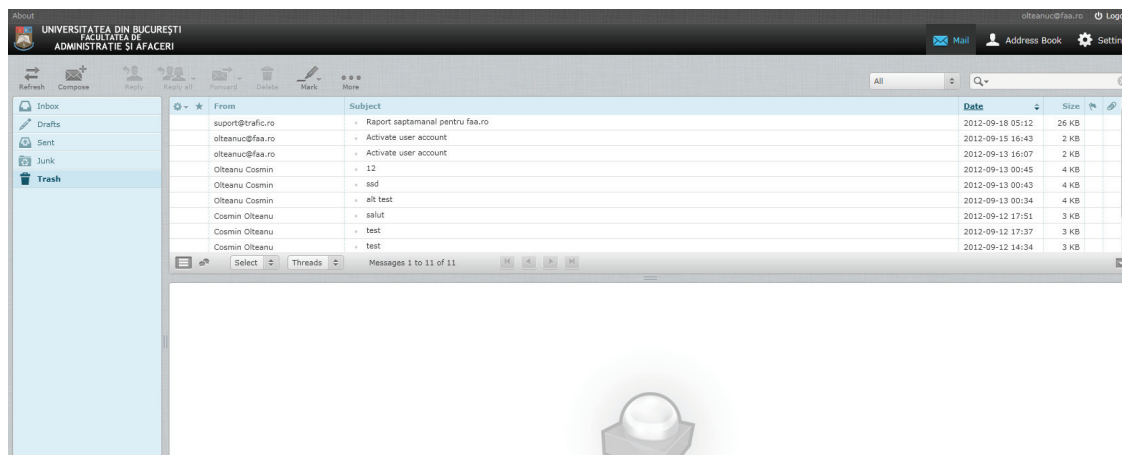 About olteanuc@faa.ro Logo
UNIVERSITATEA DIN BUCUREȘTI
FACULTATEA DE
ADMINISTRAȚIE ȘI AFACERI
Mail Address Book Settin
Refresh Compose Reply Reply all Forward Delete Mark More All
Inbox
Drafts
Sent
Junk
Trash
From Subject Date Size
suport@trafic.ro Raport saptamanal pentru faa.ro 2012-09-18 05:12 26 KB
olteanuc@faa.ro Activate user account 2012-09-15 16:43 2 KB
olteanuc@faa.ro Activate user account 2012-09-13 16:07 2 KB
Olteanu Cosmin 12 2012-09-13 00:45 4 KB
Olteanu Cosmin ssd 2012-09-13 00:43 4 KB
Olteanu Cosmin alt test 2012-09-13 00:34 4 KB
Cosmin Olteanu salut 2012-09-12 17:51 3 KB
Cosmin Olteanu test 2012-09-12 17:37 3 KB
Cosmin Olteanu test 2012-09-12 14:34 3 KB
Select Threads Messages 1 to 11 of 11